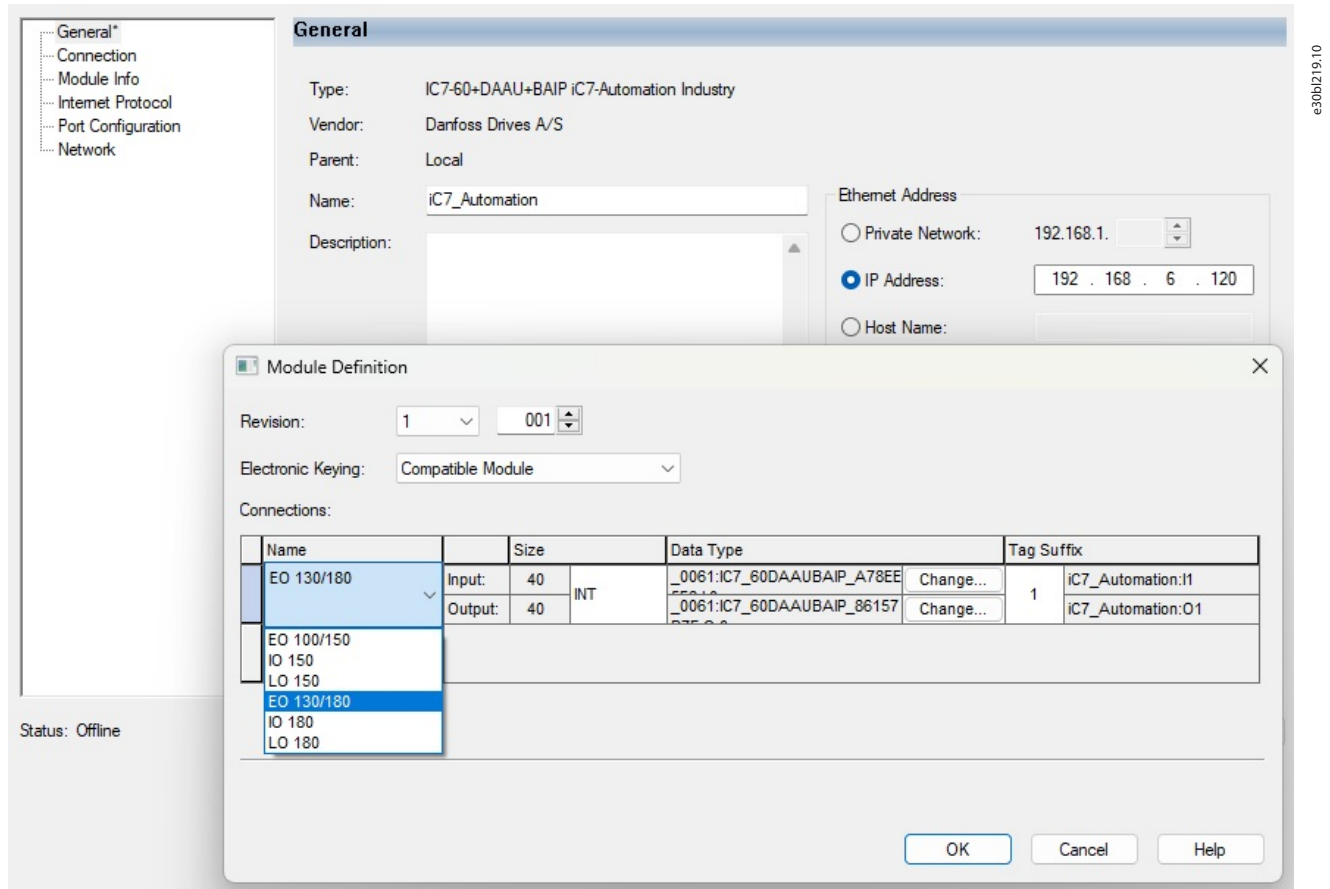 General*
Connection
Module Info
Internet Protocol
Port Configuration
Network
General
Type: IC7-60+DAAU+BAIP iC7-Automation Industry
Vendor: Danfoss Drives A/S
Parent: Local
Name: iC7_Automation
Description:
Ethernet Address
Private Network: 192.168.1.
IP Address: 192 . 168 . 6 . 120
Host Name:
e30bl219.10
Module Definition
Revision: 1 001
Electronic Keying: Compatible Module
Connections:
Name Size Data Type Tag Suffix
EO 130/180 Input: 40 INT _0061:IC7_60DAAUBAIP_A78EE Change... 1 iC7_Automation:I1
Output: 40 _0061:IC7_60DAAUBAIP_86157 Change... iC7_Automation:O1
EO 100/150
IO 150
LO 150
EO 130/180
IO 180
LO 180
Status: Offline
OK Cancel Help